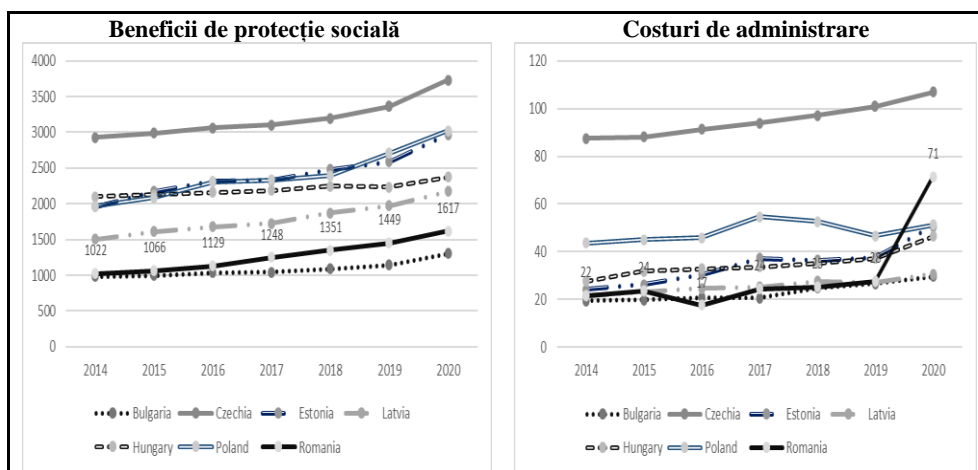 Beneficii de protecție socială
4000
3500
3000
2500
2000
1500
1000
500
0
1022 1066 1129 1248 1351 1449 1617
2014 2015 2016 2017 2018 2019 2020
Bulgaria Czechia Estonia Latvia
Hungary Poland Romania
Costuri de administrare
120
100
80
60
40
20
0
22 24 71
2014 2015 2016 2017 2018 2019 2020
Bulgaria Czechia Estonia Latvia
Hungary Poland Romania